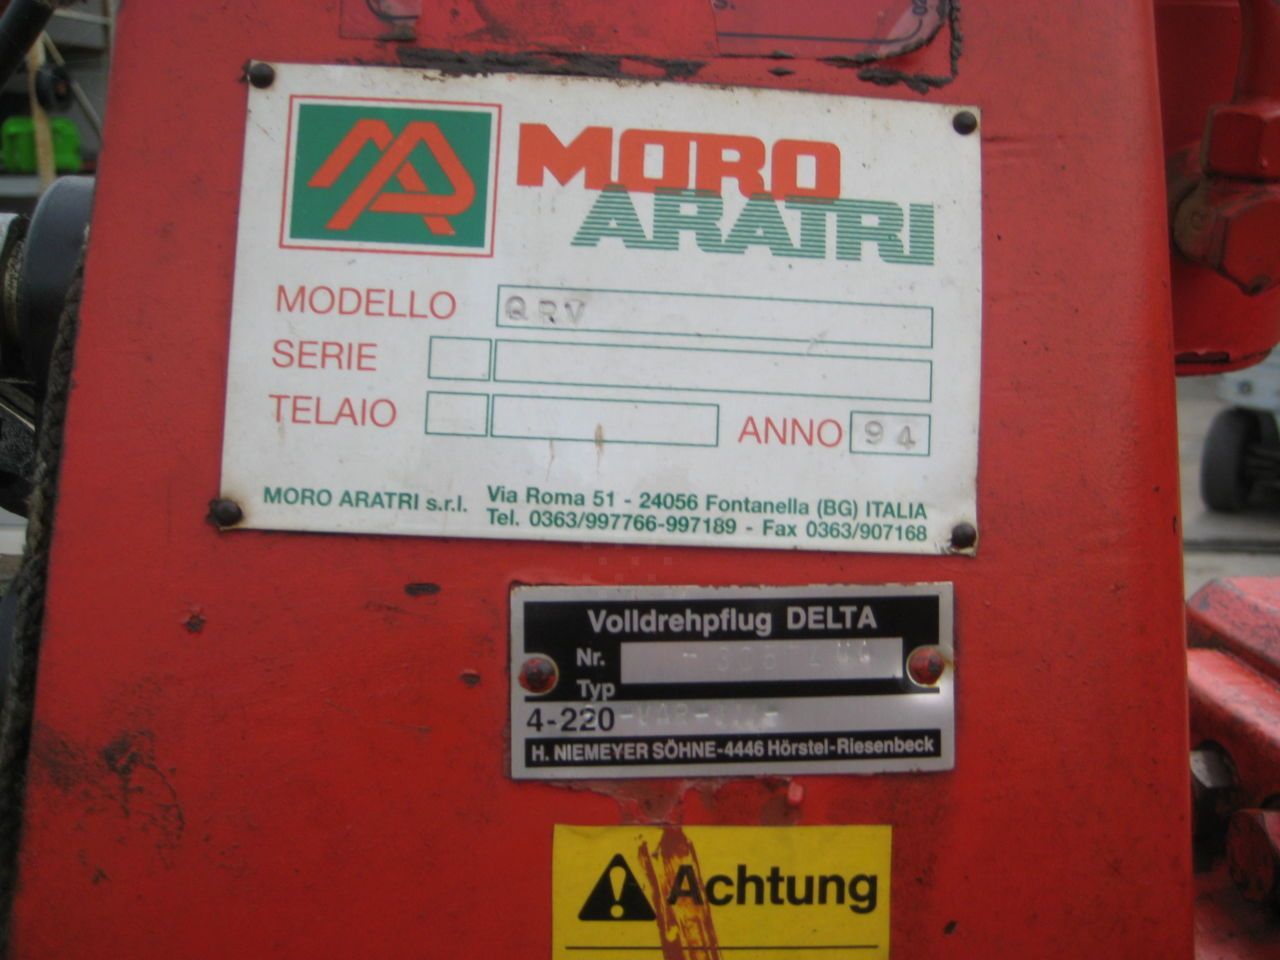 MORO
ARATRI
MODELLO QRV
SERIE
TELAIO ANNO 94
MORO ARATRI s.r.l. Via Roma 51 - 24056 Fontanella (BG) ITALIA
Tel. 0363/997766-997189 - Fax 0363/907168
Volldrehpflug DELTA
Nr.
Typ
4-220
H. NIEMEYER SÖHNE-4446 Hörstel-Riesenbeck
Achtung